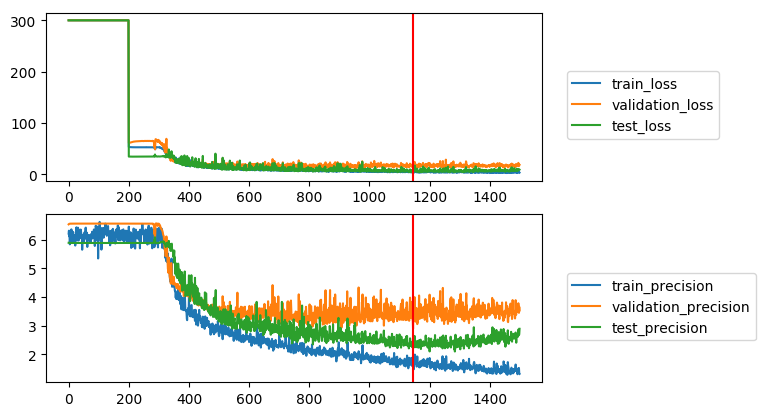 300
200
100
0
0 200 400 600 800 1000 1200 1400
train_loss
validation_loss
test_loss
6
5
4
3
2
0 200 400 600 800 1000 1200 1400
train_precision
validation_precision
test_precision